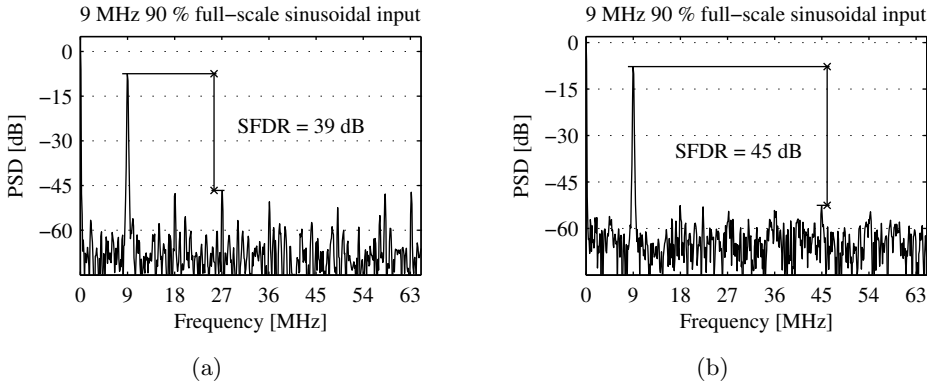 9 MHz 90 % full−scale sinusoidal input
0
−15
−30
−45
−60
PSD [dB]
SFDR = 39 dB
0 9 18 27 36 45 54 63
Frequency [MHz]
(a)
9 MHz 90 % full−scale sinusoidal input
0
−15
−30
−45
−60
PSD [dB]
SFDR = 45 dB
0 9 18 27 36 45 54 63
Frequency [MHz]
(b)